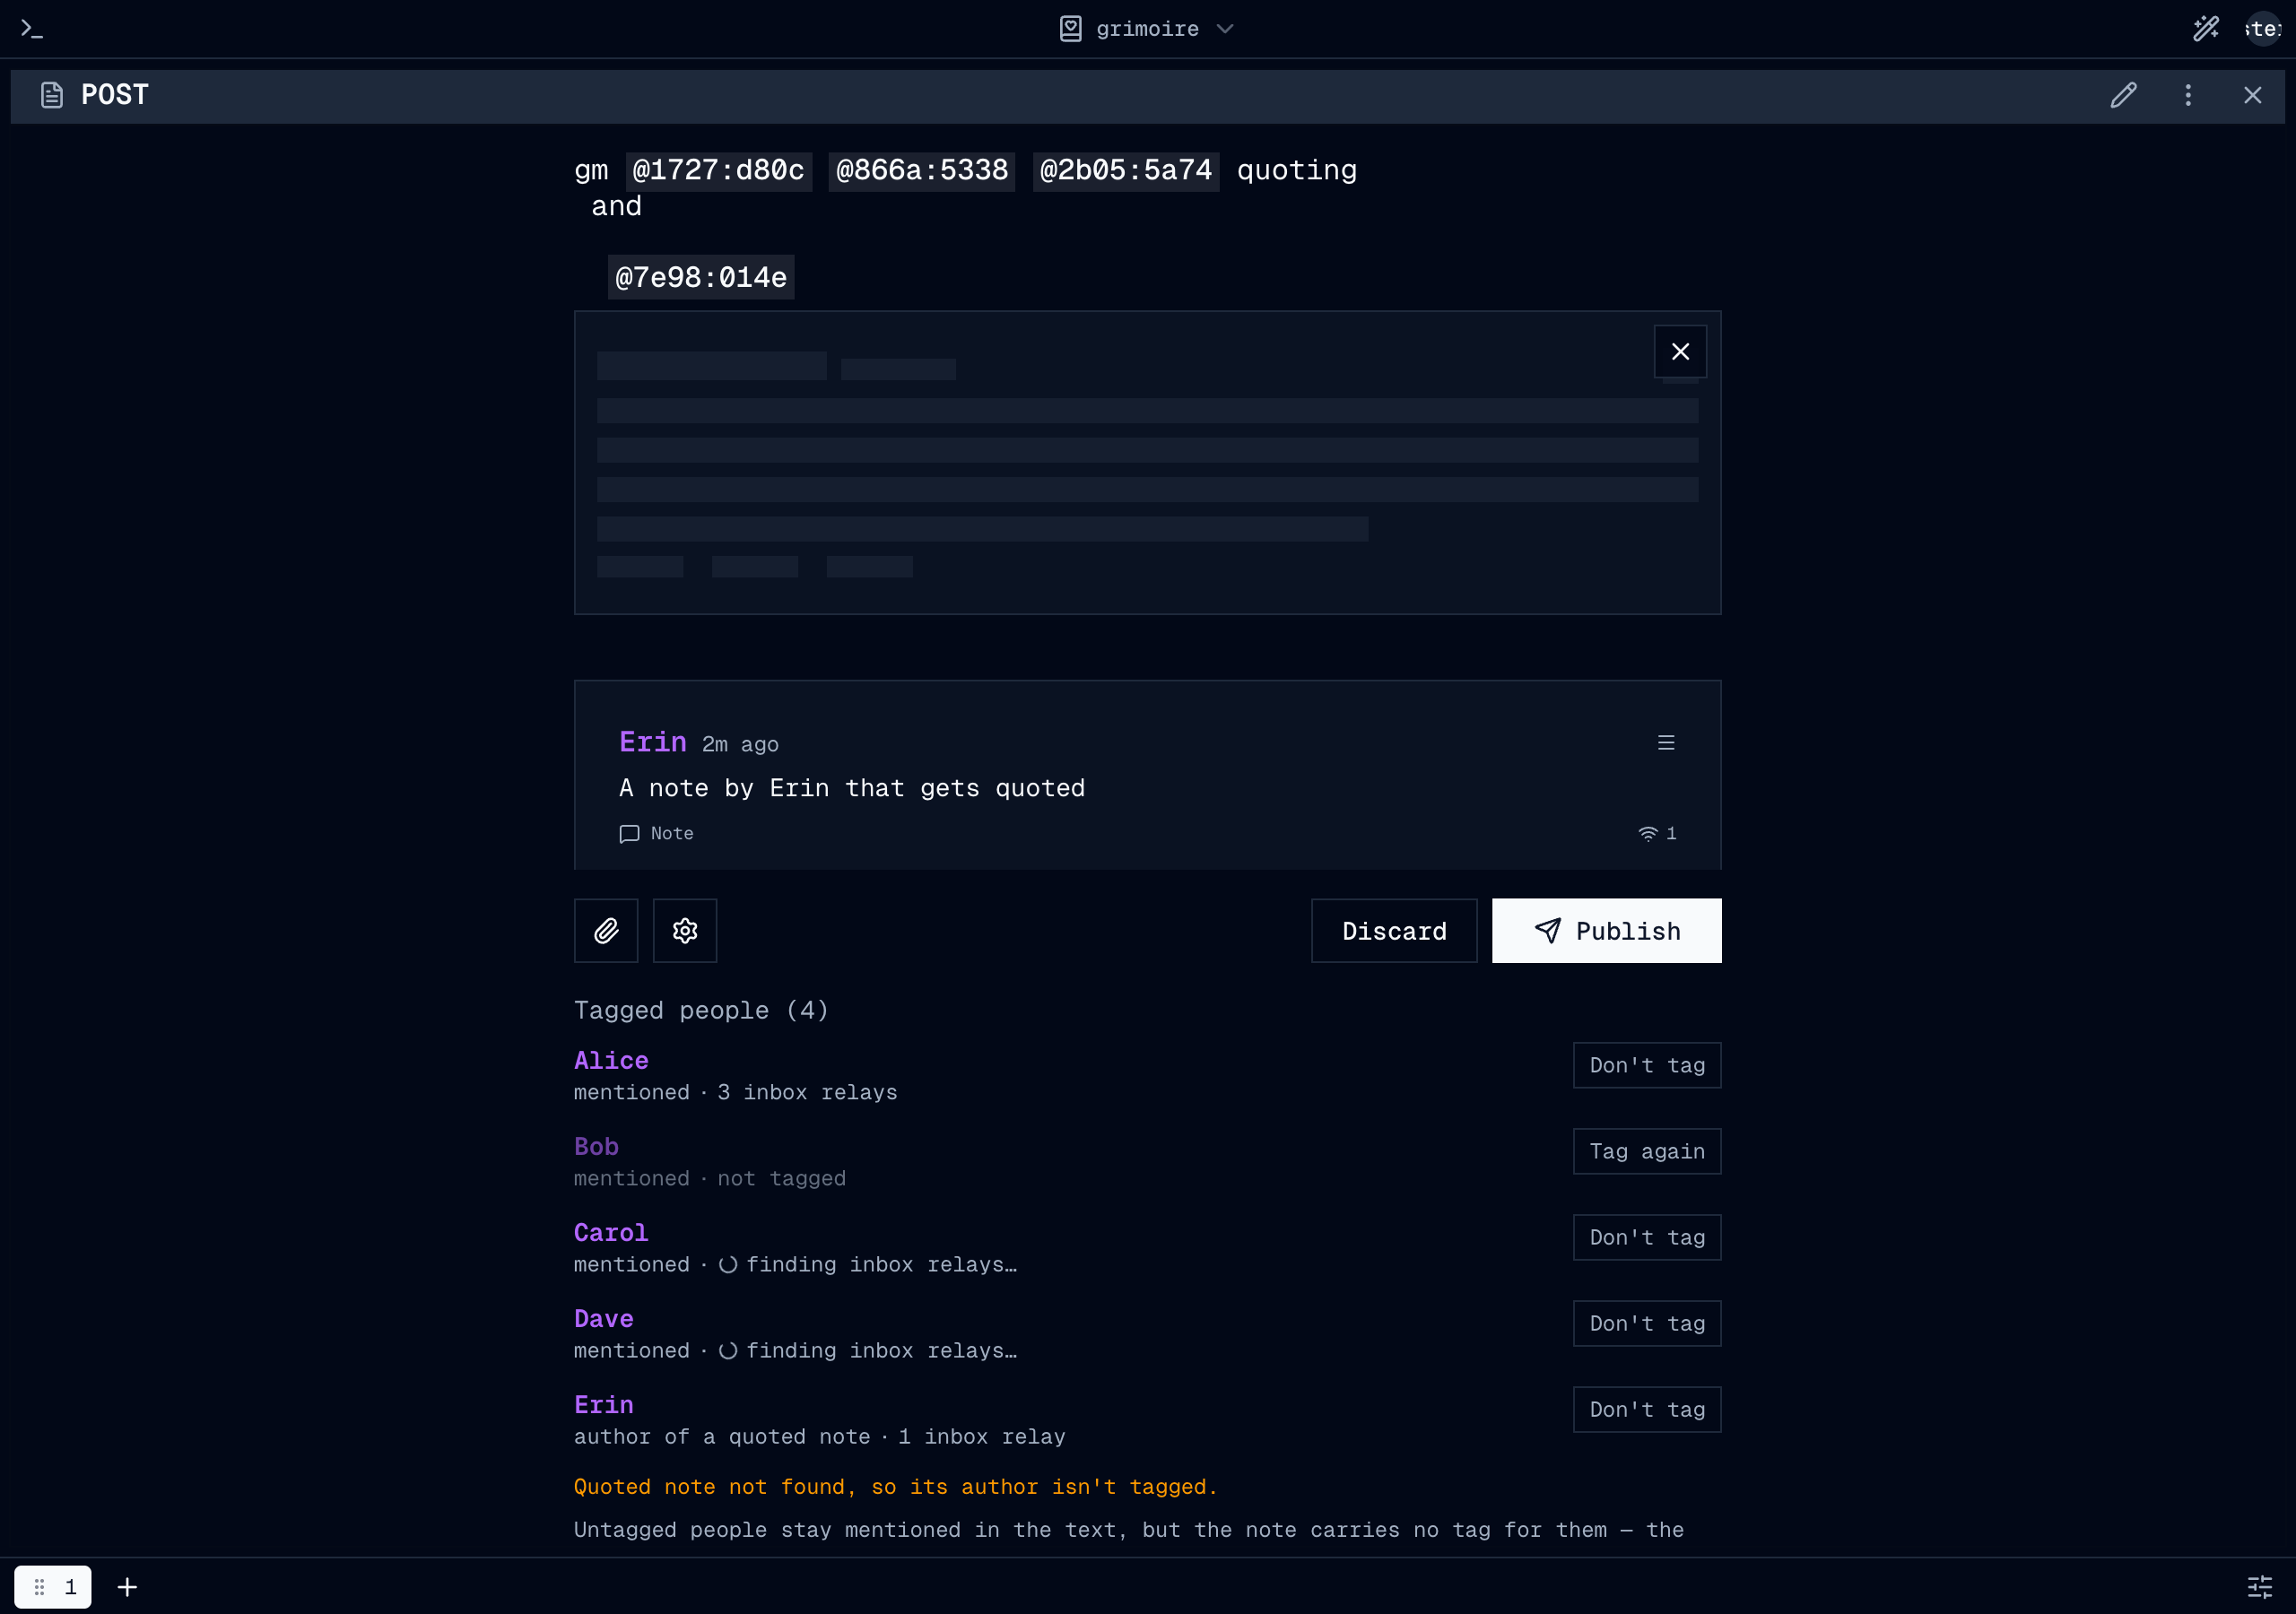 grimoire
ster
POST
gm @1727:d80c @866a:5338 @2b05:5a74 quoting
and
@7e98:014e
Erin 2m ago
A note by Erin that gets quoted
Note
1
Discard
Publish
Tagged people (4)
Alice
mentioned · 3 inbox relays
Don't tag
Bob
mentioned · not tagged
Tag again
Carol
mentioned · finding inbox relays…
Don't tag
Dave
mentioned · finding inbox relays…
Don't tag
Erin
author of a quoted note · 1 inbox relay
Don't tag
Quoted note not found, so its author isn't tagged.
Untagged people stay mentioned in the text, but the note carries no tag for them — the
1